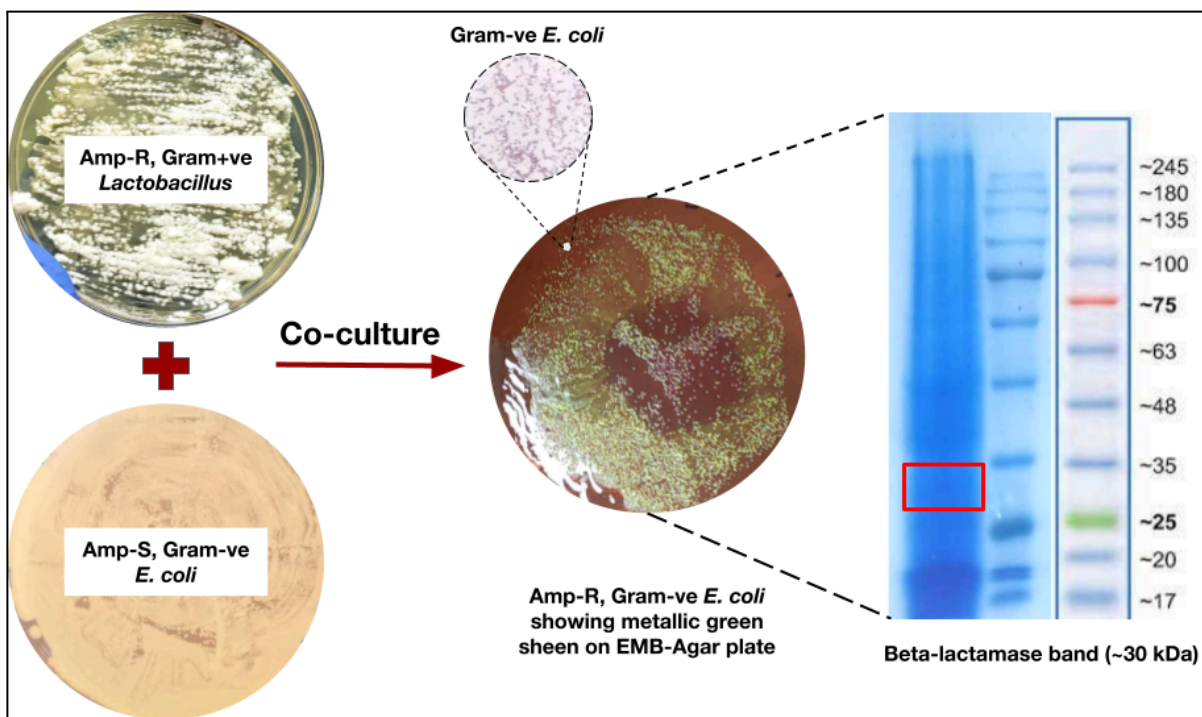 Amp-R, Gram+ve
Lactobacillus
Amp-S, Gram-ve
E. coli
Co-culture
Gram-ve E. coli
Amp-R, Gram-ve E. coli
showing metallic green
sheen on EMB-Agar plate
~245
~180
~135
~100
~75
~63
~48
~35
~25
~20
~17
Beta-lactamase band (~30 kDa)